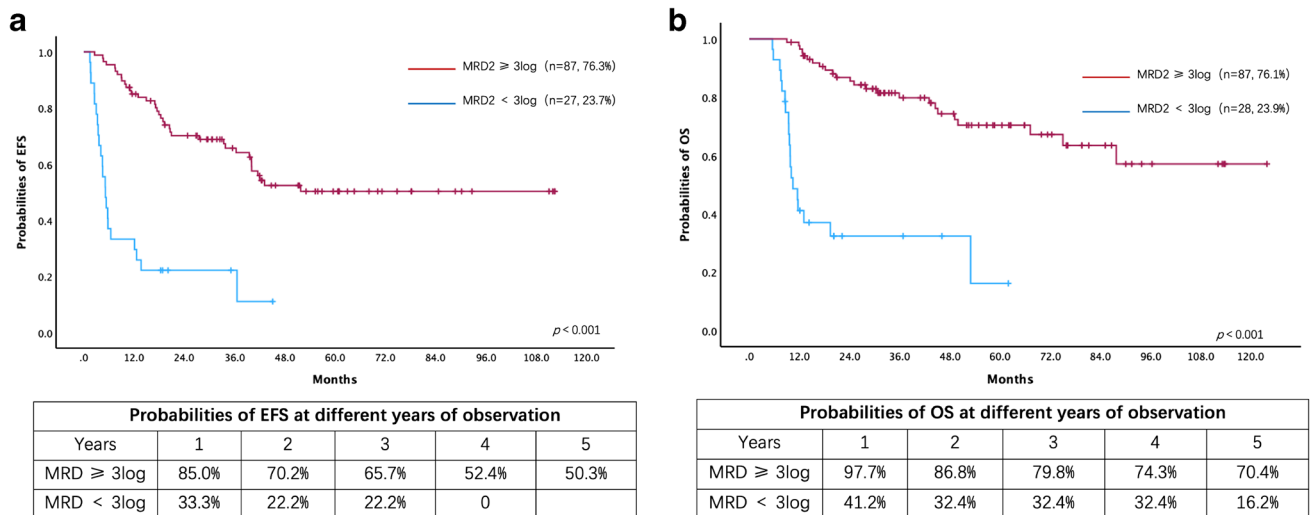 a
Probabilities of EFS
1.0
0.8
0.6
0.4
0.2
0.0
MRD2 ⩾ 3log (n=87, 76.3%)
MRD2 < 3log (n=27, 23.7%)
p < 0.001
.0 12.0 24.0 36.0 48.0 60.0 72.0 84.0 96.0 108.0 120.0
Months
Probabilities of EFS at different years of observation
Years 1 2 3 4 5
MRD ⩾ 3log 85.0% 70.2% 65.7% 52.4% 50.3%
MRD < 3log 33.3% 22.2% 22.2% 0
b
Probabilities of OS
1.0
0.8
0.6
0.4
0.2
0.0
MRD2 ⩾ 3log (n=87, 76.1%)
MRD2 < 3log (n=28, 23.9%)
p < 0.001
.0 12.0 24.0 36.0 48.0 60.0 72.0 84.0 96.0 108.0 120.0
Months
Probabilities of OS at different years of observation
Years 1 2 3 4 5
MRD ⩾ 3log 97.7% 86.8% 79.8% 74.3% 70.4%
MRD < 3log 41.2% 32.4% 32.4% 32.4% 16.2%